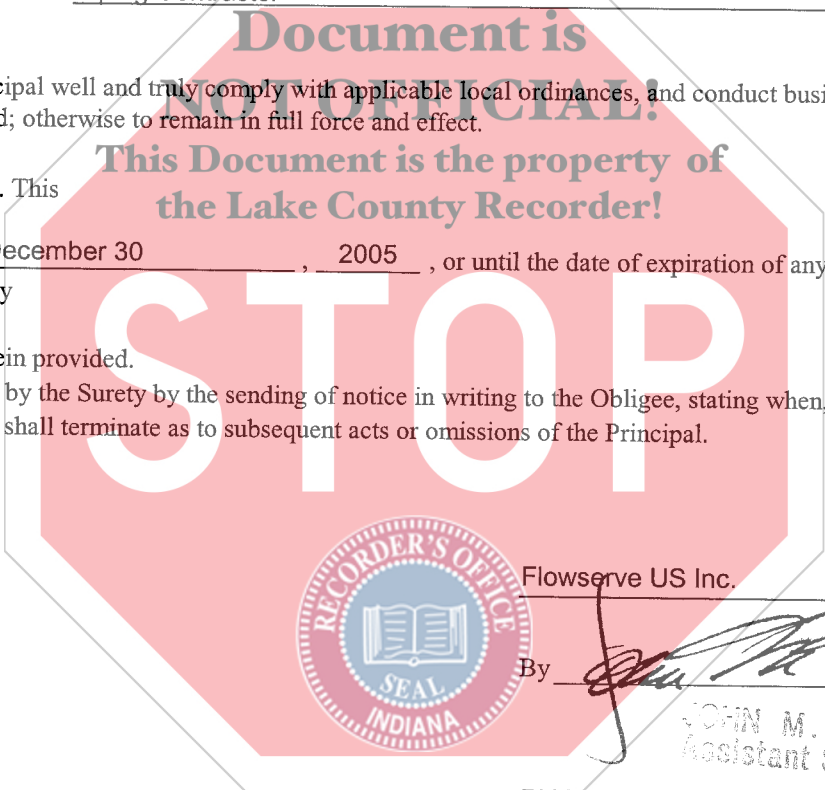 Document is
NOT OFFICIAL!
cipal well and truly comply with applicable local ordinances, and conduct busi
d; otherwise to remain in full force and effect.
This Document is the property of
the Lake County Recorder!
. This
ecember 30 , 2005 , or until the date of expiration of any
y
STOP
ein provided.
by the Surety by the sending of notice in writing to the Obligee, stating when,
shall terminate as to subsequent acts or omissions of the Principal.
RECORDER'S OFFICE
SEAL
INDIANA
Flowserve US Inc.
By
JOHN M.
Assistant S